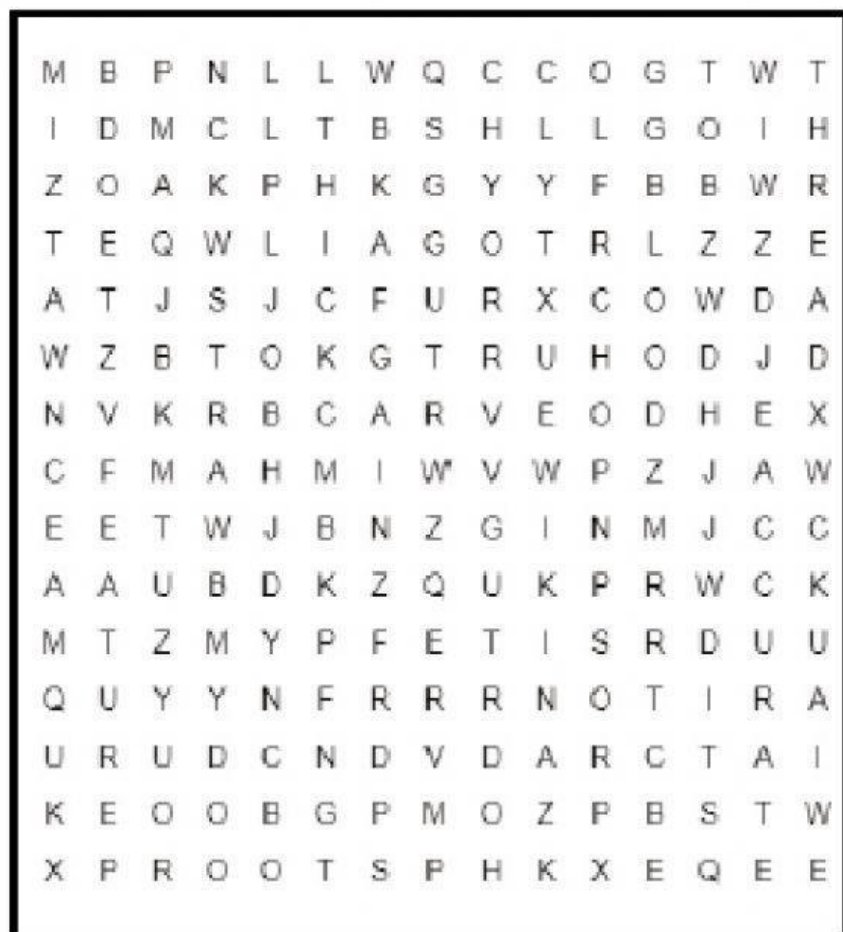 M B P N L L W Q C C O G T W T
I D M C L T B S H L L G O I H
Z O A K P H K G Y Y F B B W R
T E Q W L I A G O T R L Z Z E
A T J S J C F U R X C O W D A
W Z B T O K G T R U H O D J D
N V K R B C A R V E O D H E X
C F M A H M I W V W P Z J A W
E E T W J B N Z G I N M J C C
A A U B D K Z Q U K P R W C K
M T Z M Y P F E T I S R D U U
Q U Y Y N F R R R N O T I R A
U R U D C N D V D A R C T A I
K E O O B G P M O Z P B S T W
X P R O O T S P H K X E Q E E